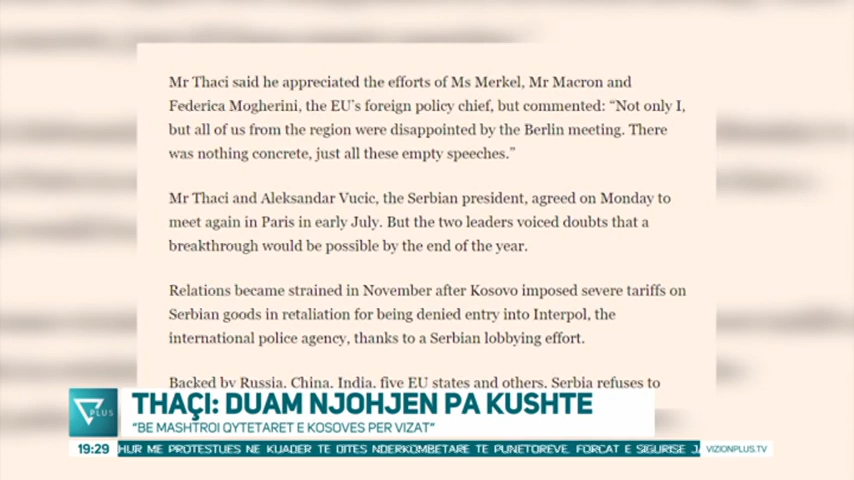 Mr Thaci said he appreciated the efforts of Ms Merkel, Mr Macron and
Federica Mogherini, the EU's foreign policy chief, but commented: “Not only I,
but all of us from the region were disappointed by the Berlin meeting. There
was nothing concrete, just all these empty speeches.”
Mr Thaci and Aleksandar Vucic, the Serbian president, agreed on Monday to
meet again in Paris in early July. But the two leaders voiced doubts that a
breakthrough would be possible by the end of the year.
Relations became strained in November after Kosovo imposed severe tariffs on
Serbian goods in retaliation for being denied entry into Interpol, the
international police agency, thanks to a Serbian lobbying effort.
Backed by Russia, China, India, five EU states and others, Serbia refuses to
PLUS
THAÇI: DUAM NJOHJEN PA KUSHTE
“BE MASHTROI QYTETARET E KOSOVES PER VIZAT”
19:29 HUR ME PROTESTUES NE KUADER TE DITES NDERKOMBETARE TE PUNETOREVE. FORCAT E SIGURISE JA VIZIONPLUS.TV